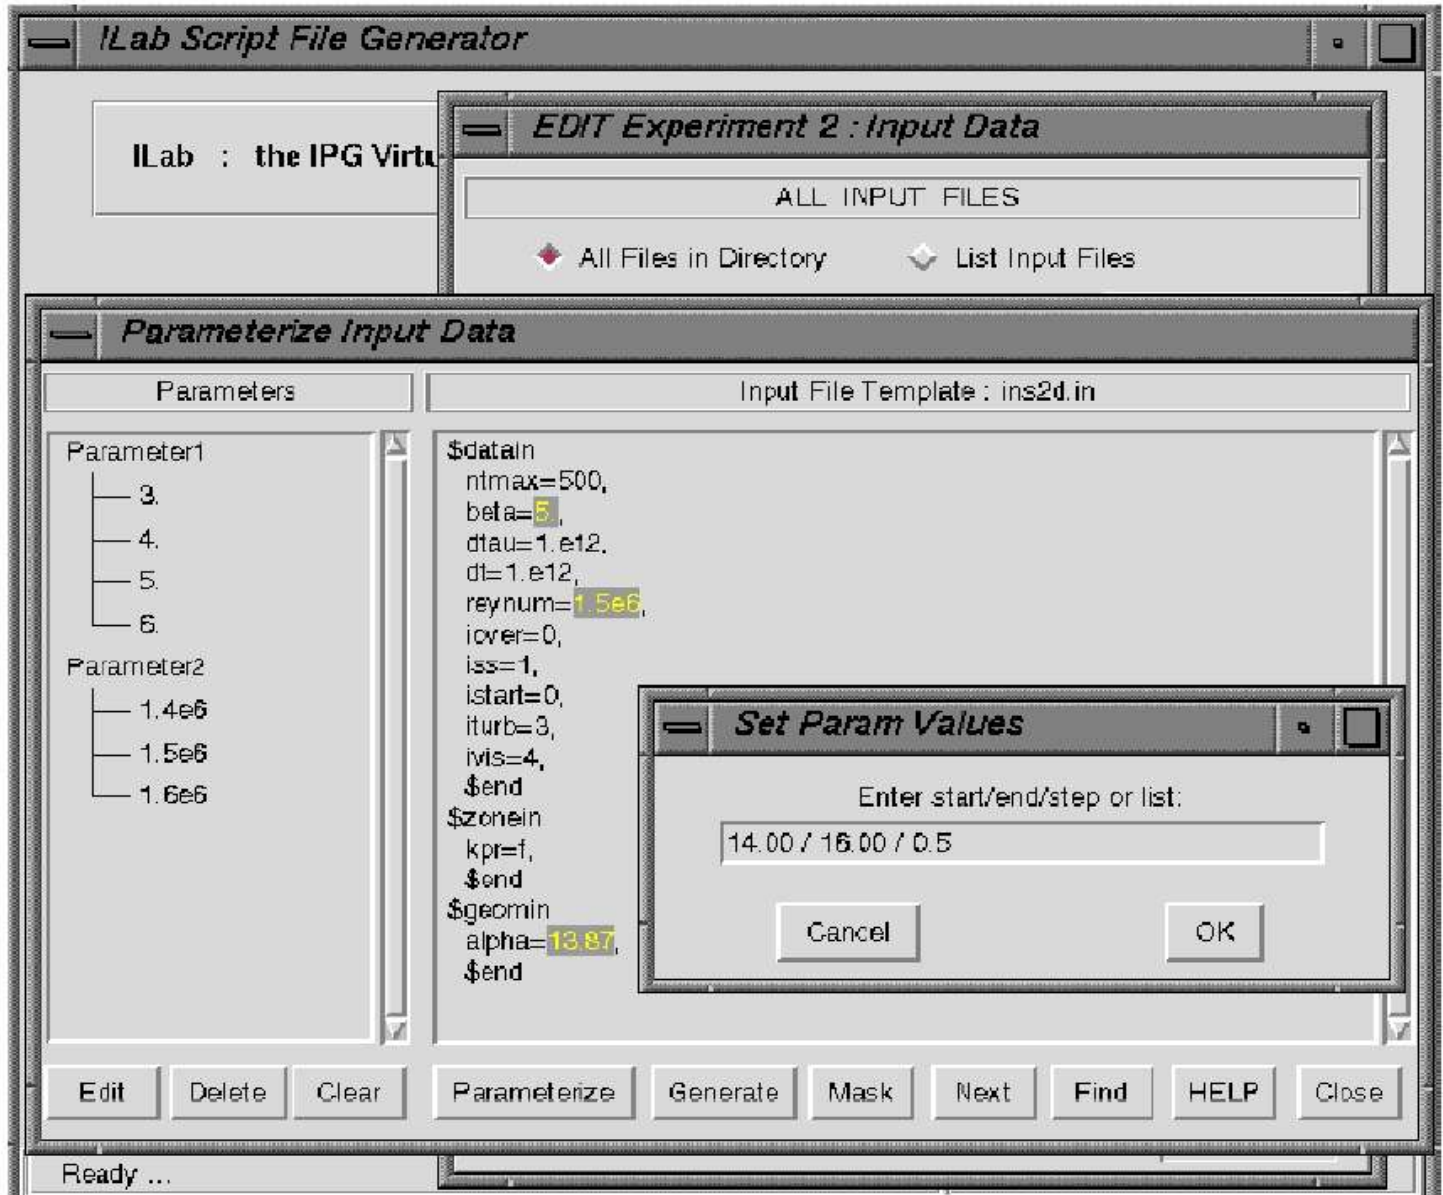 ILab Script File Generator
ILab : the IPG Virtu
EDIT Experiment 2 : Input Data
ALL INPUT FILES
All Files in Directory
List Input Files
Parameterize Input Data
Parameters
Input File Template : ins2d.in
Parameter1
3.
4.
5.
6.
Parameter2
1.4e6
1.5e6
1.6e6
$datain
ntmax=500,
beta=5.,
dtau=1.e12,
dt=1.e12,
reynum=1.5e6,
iover=0,
iss=1,
istart=0,
iturb=3,
ivis=4,
$end
$zonein
kpr=f,
$end
$geomin
alpha=13.87,
$end
Set Param Values
Enter start/end/step or list:
14.00 / 16.00 / 0.5
Cancel
OK
Edit
Delete
Clear
Parameterize
Generate
Mask
Next
Find
HELP
Close
Ready ...